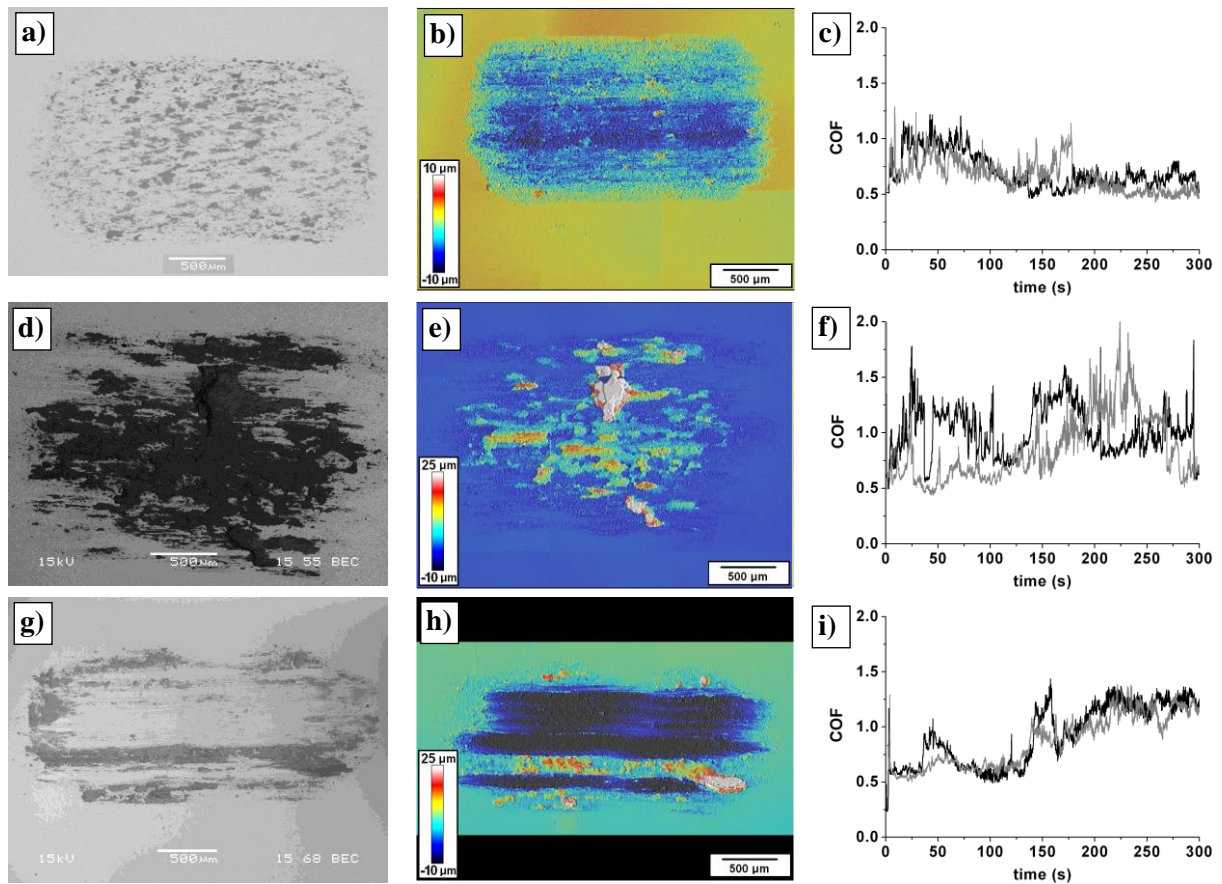 a)
500µm
b)
10 µm
-10 µm
500 µm
c)
COF
2.0
1.5
1.0
0.5
0.0
0 50 100 150 200 250 300
time (s)
d)
15kV 500µm 15 55 BEC
e)
25 µm
-10 µm
500 µm
f)
COF
2.0
1.5
1.0
0.5
0.0
0 50 100 150 200 250 300
time (s)
g)
15kV 500µm 15 68 BEC
h)
25 µm
-10 µm
500 µm
i)
COF
2.0
1.5
1.0
0.5
0.0
0 50 100 150 200 250 300
time (s)